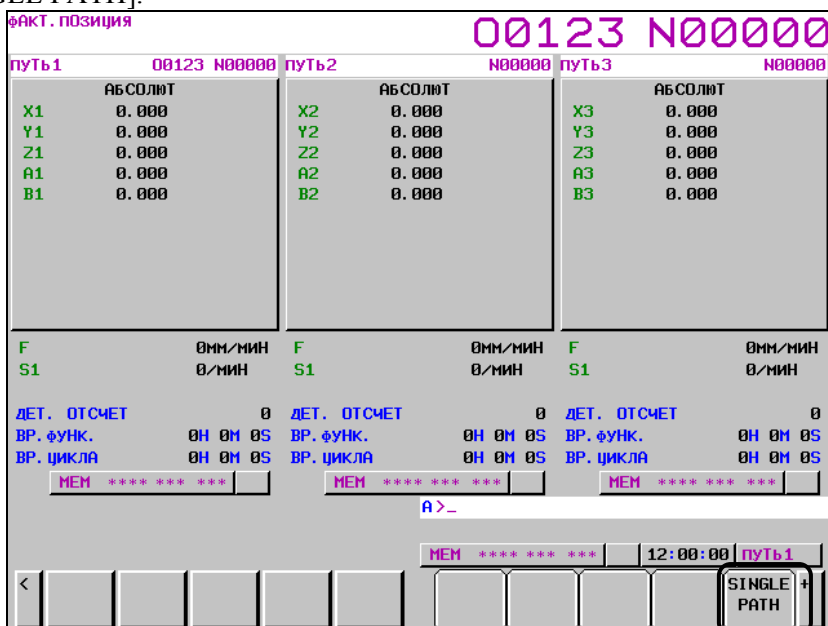 BLE PATH].
ФАКТ.ПОЗИЦИЯ
O0123 N00000
ПУТЬ1 O0123 N00000 ПУТЬ2 N00000 ПУТЬ3 N00000
АБСОЛЮТ АБСОЛЮТ АБСОЛЮТ
X1 0.000 X2 0.000 X3 0.000
Y1 0.000 Y2 0.000 Y3 0.000
Z1 0.000 Z2 0.000 Z3 0.000
A1 0.000 A2 0.000 A3 0.000
B1 0.000 B2 0.000 B3 0.000
F 0ММ/МИН F 0ММ/МИН F 0ММ/МИН
S1 0/МИН S1 0/МИН S1 0/МИН
ДЕТ. ОТСЧЕТ 0 ДЕТ. ОТСЧЕТ 0 ДЕТ. ОТСЧЕТ 0
ВР.ФУНК. 0H 0M 0S ВР.ФУНК. 0H 0M 0S ВР.ФУНК. 0H 0M 0S
ВР.ЦИКЛА 0H 0M 0S ВР.ЦИКЛА 0H 0M 0S ВР.ЦИКЛА 0H 0M 0S
MEM **** *** *** MEM **** *** *** MEM **** *** ***
A>_
MEM **** *** *** 12:00:00 ПУТЬ1
< SINGLE +
PATH